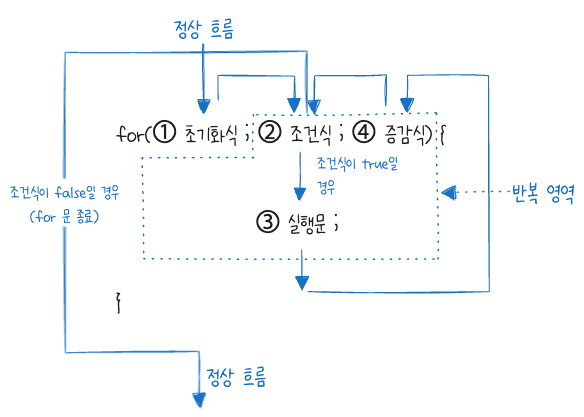 정상 흐름
for(① 초기화식 ; ② 조건식 ; ④ 증감식) {
조건식이 true일
경우
조건식이 false일 경우
(for 문 종료)
반복 영역
③ 실행문 ;
}
정상 흐름